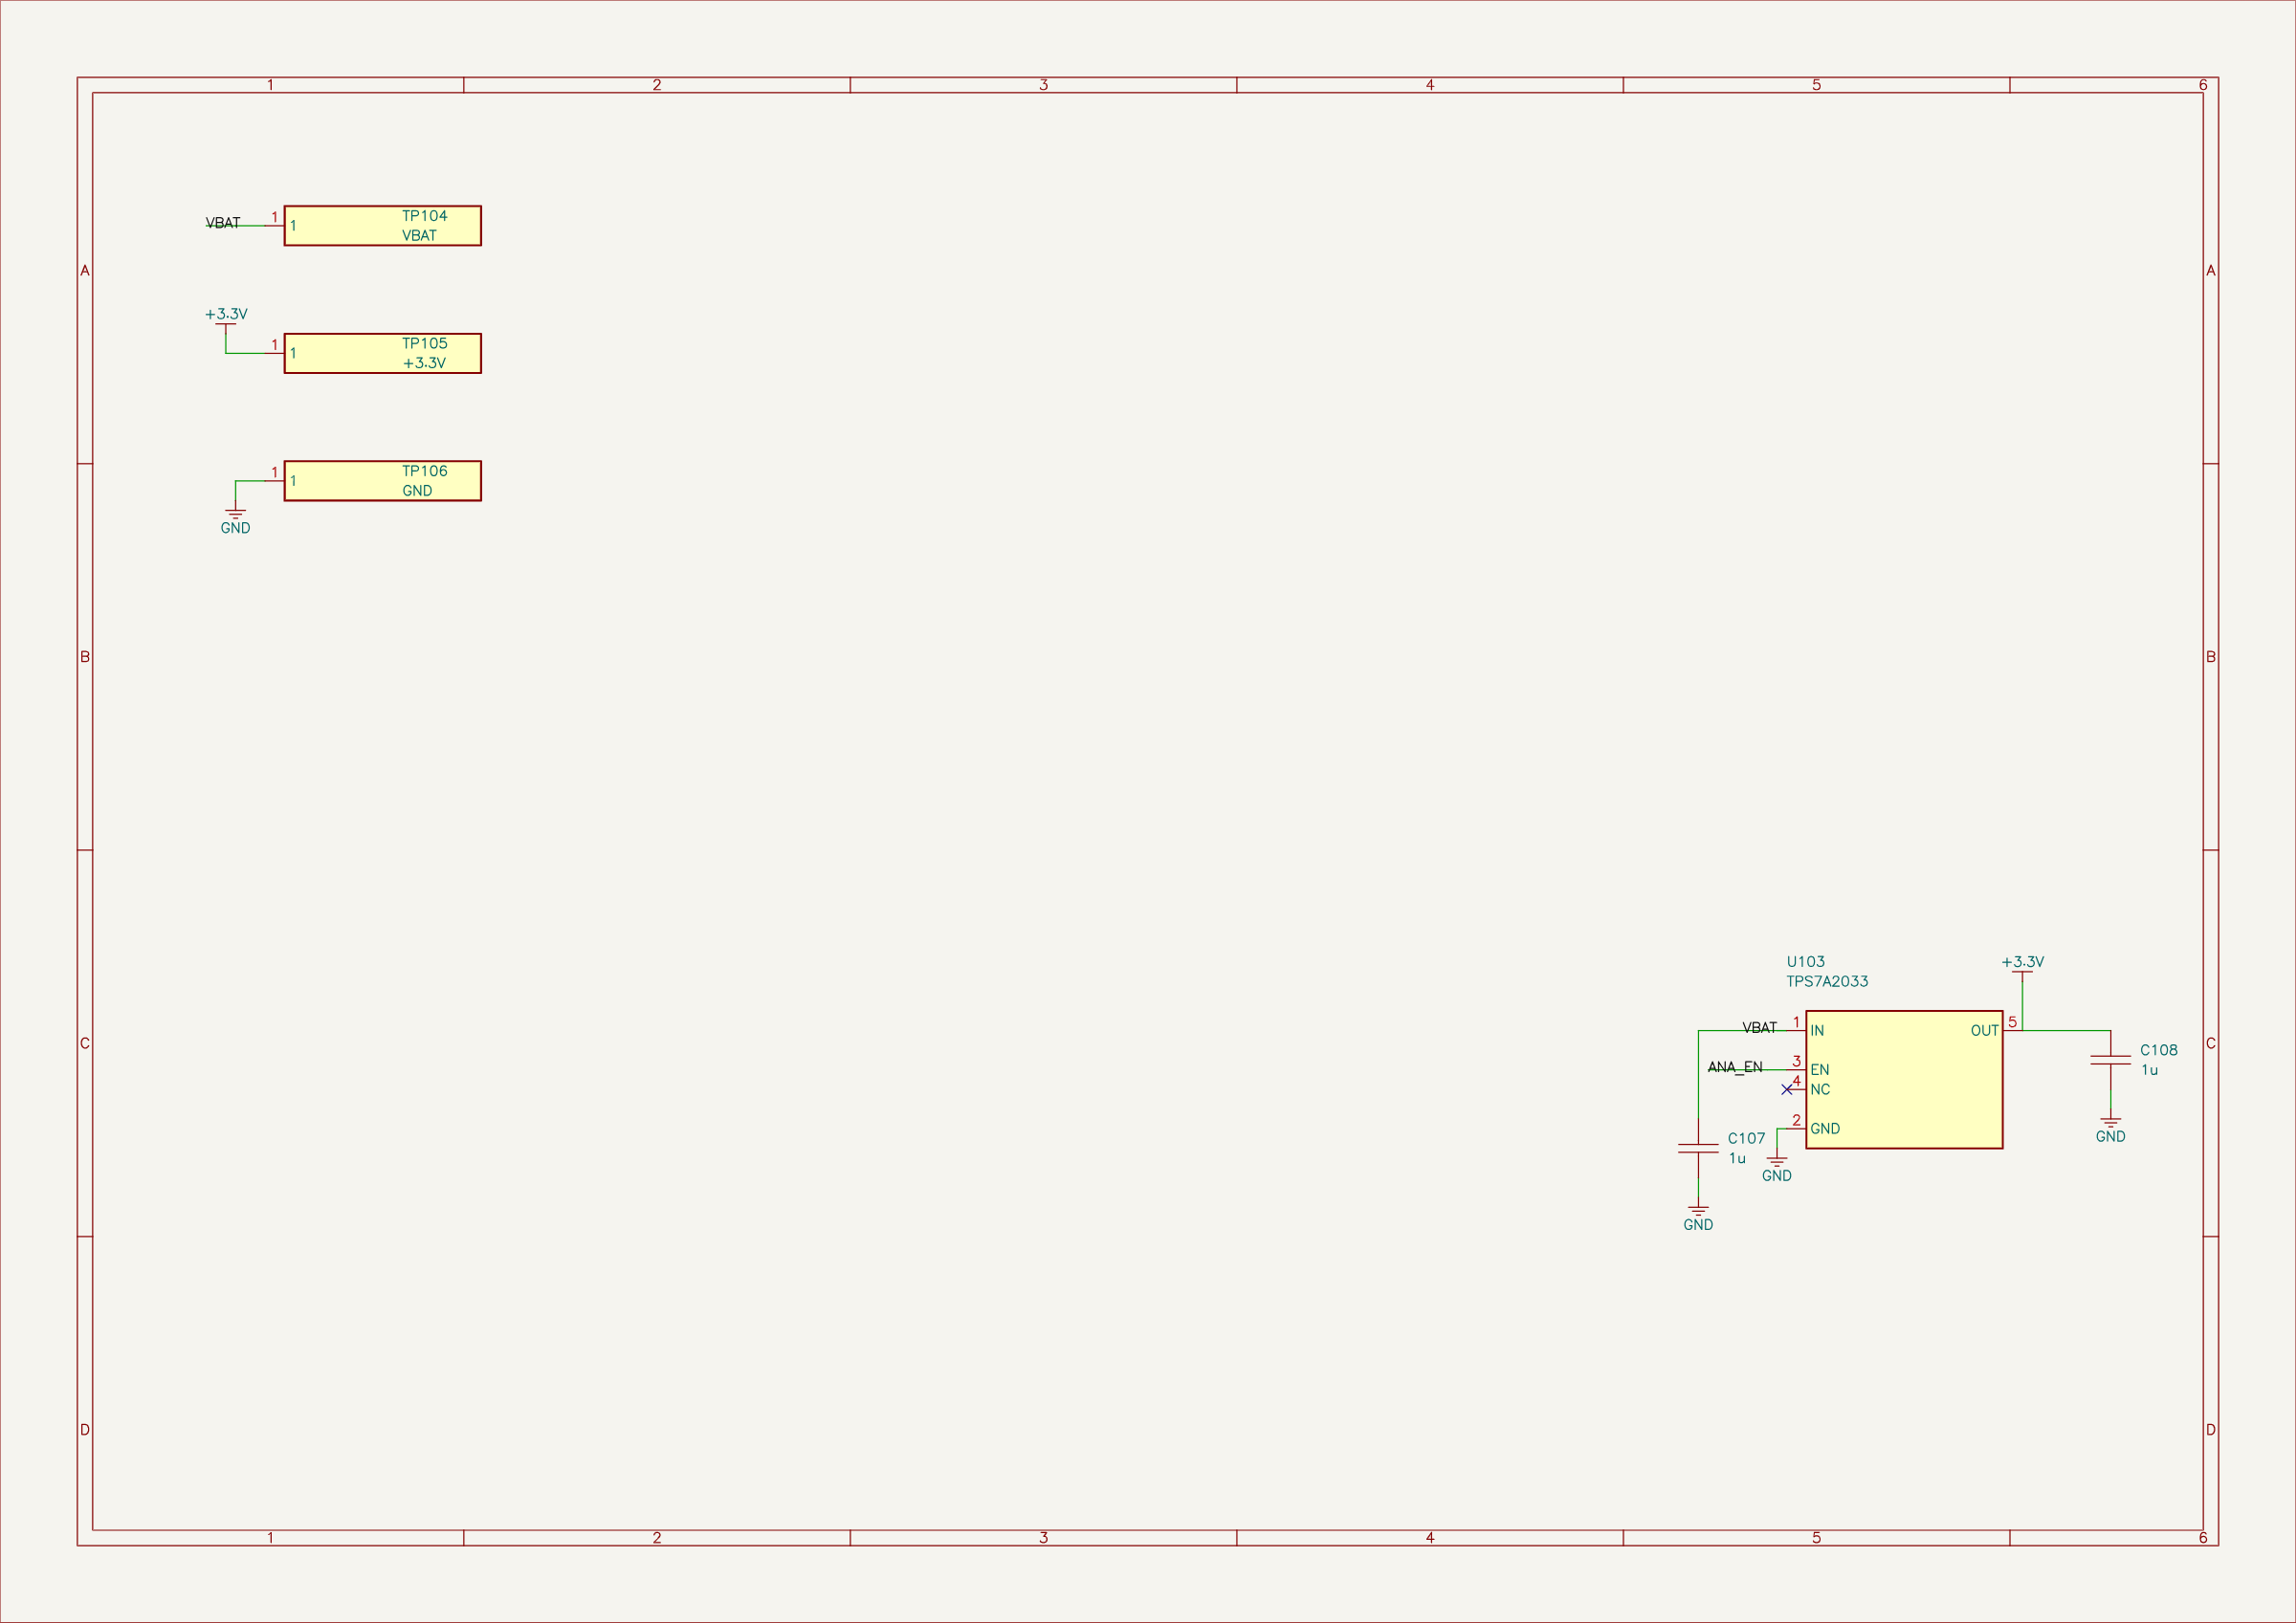 1 2 3 4 5 6
A A
VBAT 1 1 TP104
VBAT
+3.3V
1 1 TP105
+3.3V
1 1 TP106
GND
GND
B B
U103
TPS7A2033
+3.3V
VBAT 1 IN OUT 5
ANA_EN 3 EN
4 NC
2 GND
C107
1u
GND
GND
C108
1u
GND
C C
D D
1 2 3 4 5 6